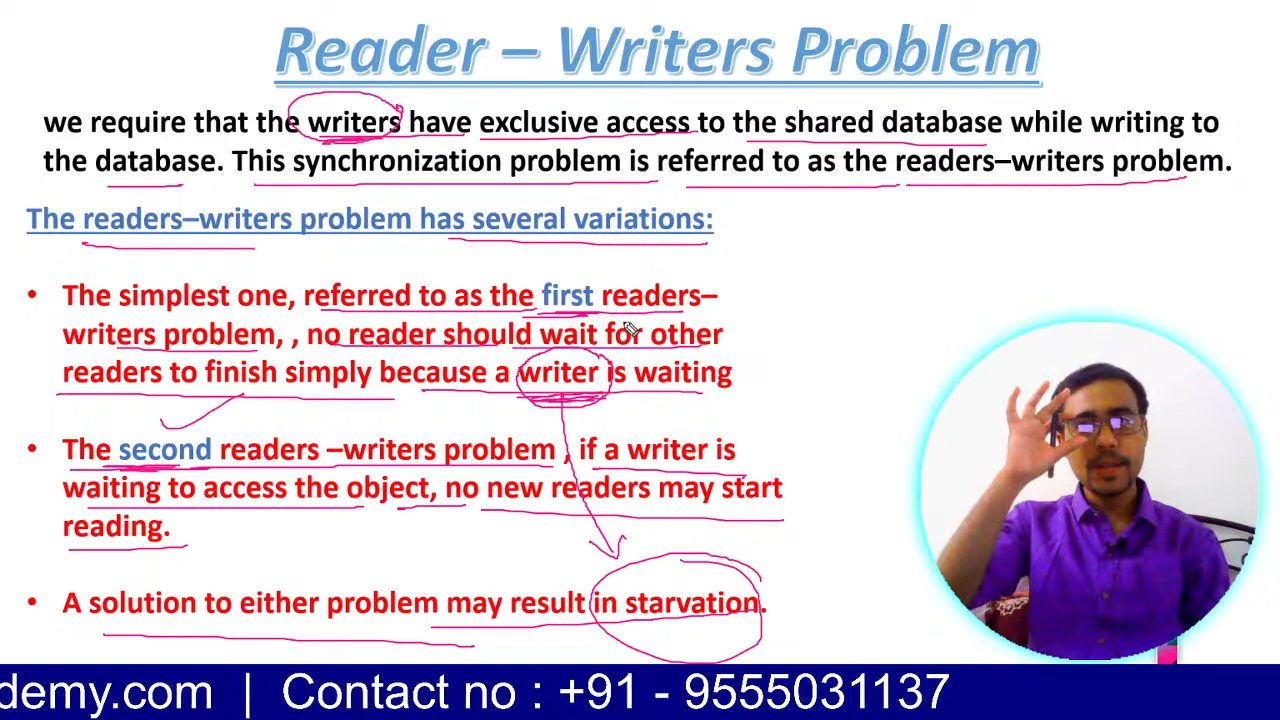 Reader – Writers Problem
we require that the writers have exclusive access to the shared database while writing to
the database. This synchronization problem is referred to as the readers–writers problem.
The readers–writers problem has several variations:
• The simplest one, referred to as the first readers–
writers problem, , no reader should wait for other
readers to finish simply because a writer is waiting
• The second readers –writers problem , if a writer is
waiting to access the object, no new readers may start
reading.
• A solution to either problem may result in starvation.
demy.com | Contact no : +91 - 9555031137